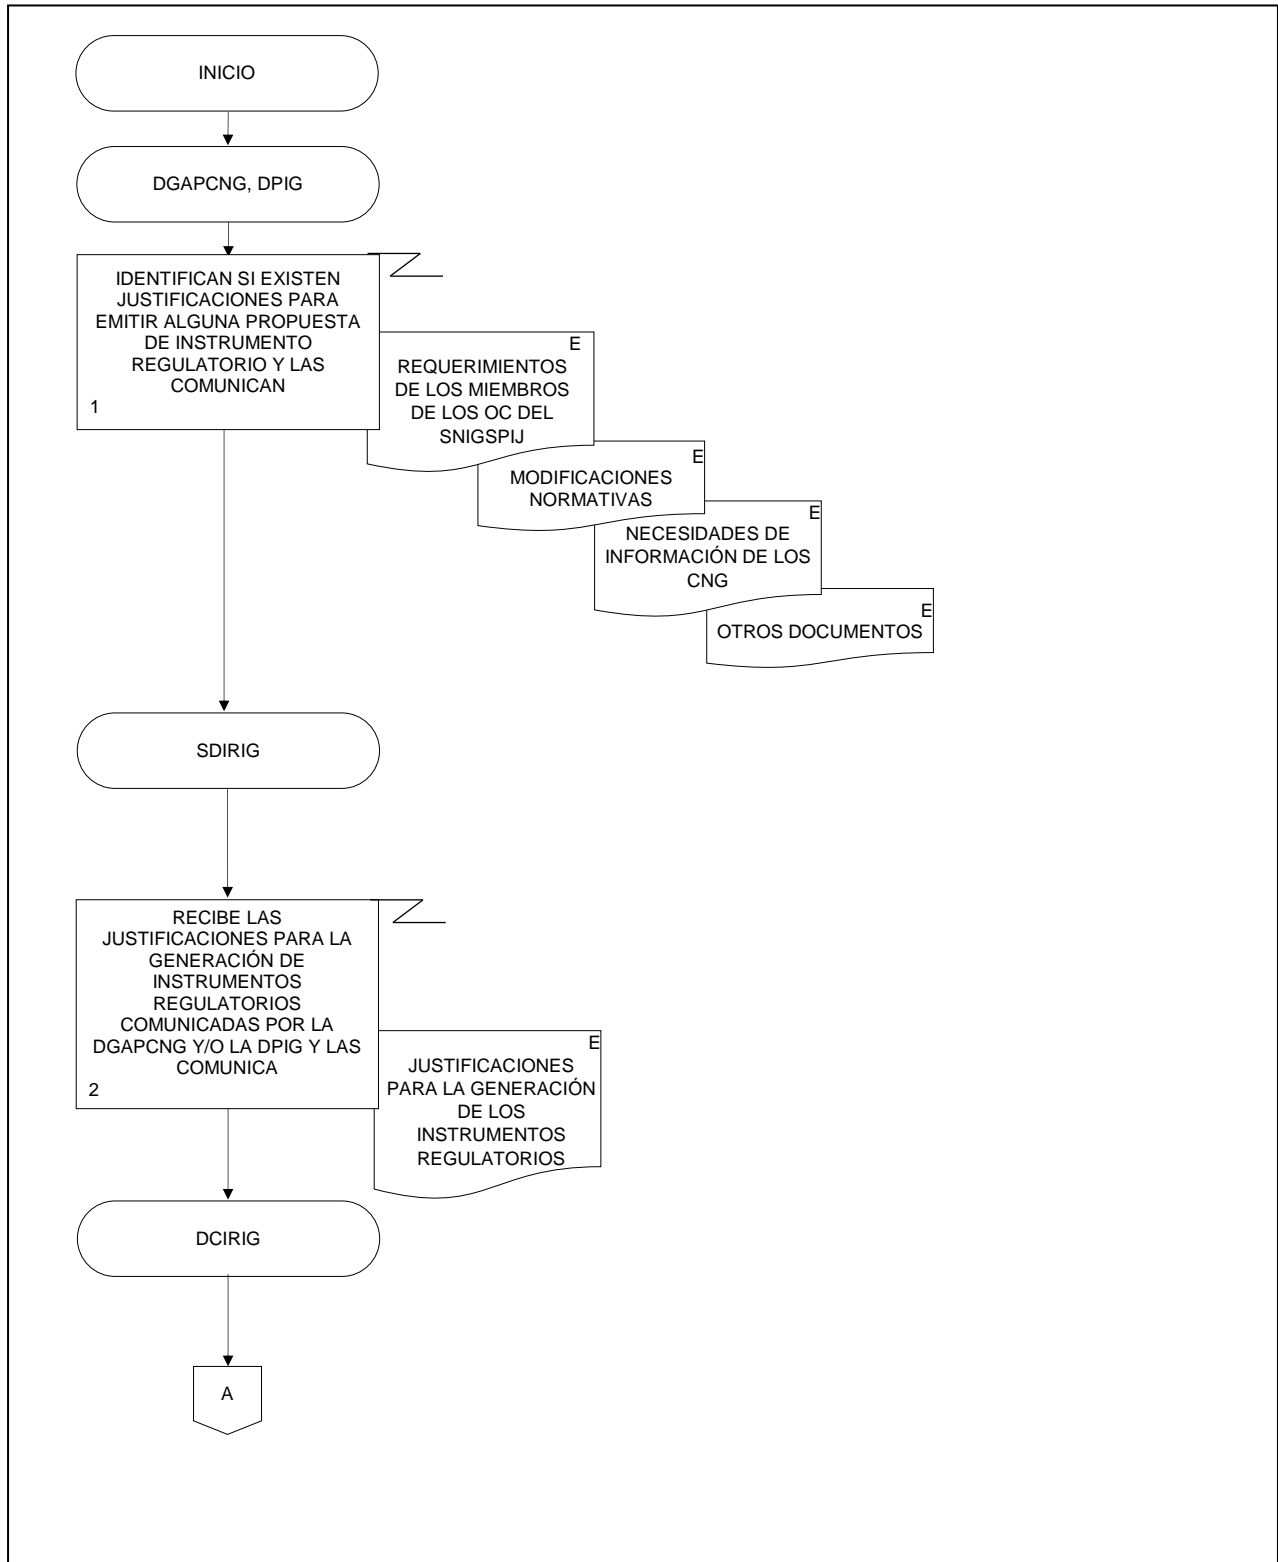 INICIO
DGAPCNG, DPIG
IDENTIFICAN SI EXISTEN
JUSTIFICACIONES PARA
EMITIR ALGUNA PROPUESTA
DE INSTRUMENTO
REGULATORIO Y LAS
COMUNICAN
1
E
REQUERIMIENTOS
DE LOS MIEMBROS
DE LOS OC DEL
SNIGSPIJ
E
MODIFICACIONES
NORMATIVAS
E
NECESIDADES DE
INFORMACIÓN DE LOS
CNG
E
OTROS DOCUMENTOS
SDIRIG
RECIBE LAS
JUSTIFICACIONES PARA LA
GENERACIÓN DE
INSTRUMENTOS
REGULATORIOS
COMUNICADAS POR LA
DGAPCNG Y/O LA DPIG Y LAS
COMUNICA
2
E
JUSTIFICACIONES
PARA LA GENERACIÓN
DE LOS
INSTRUMENTOS
REGULATORIOS
DCIRIG
A